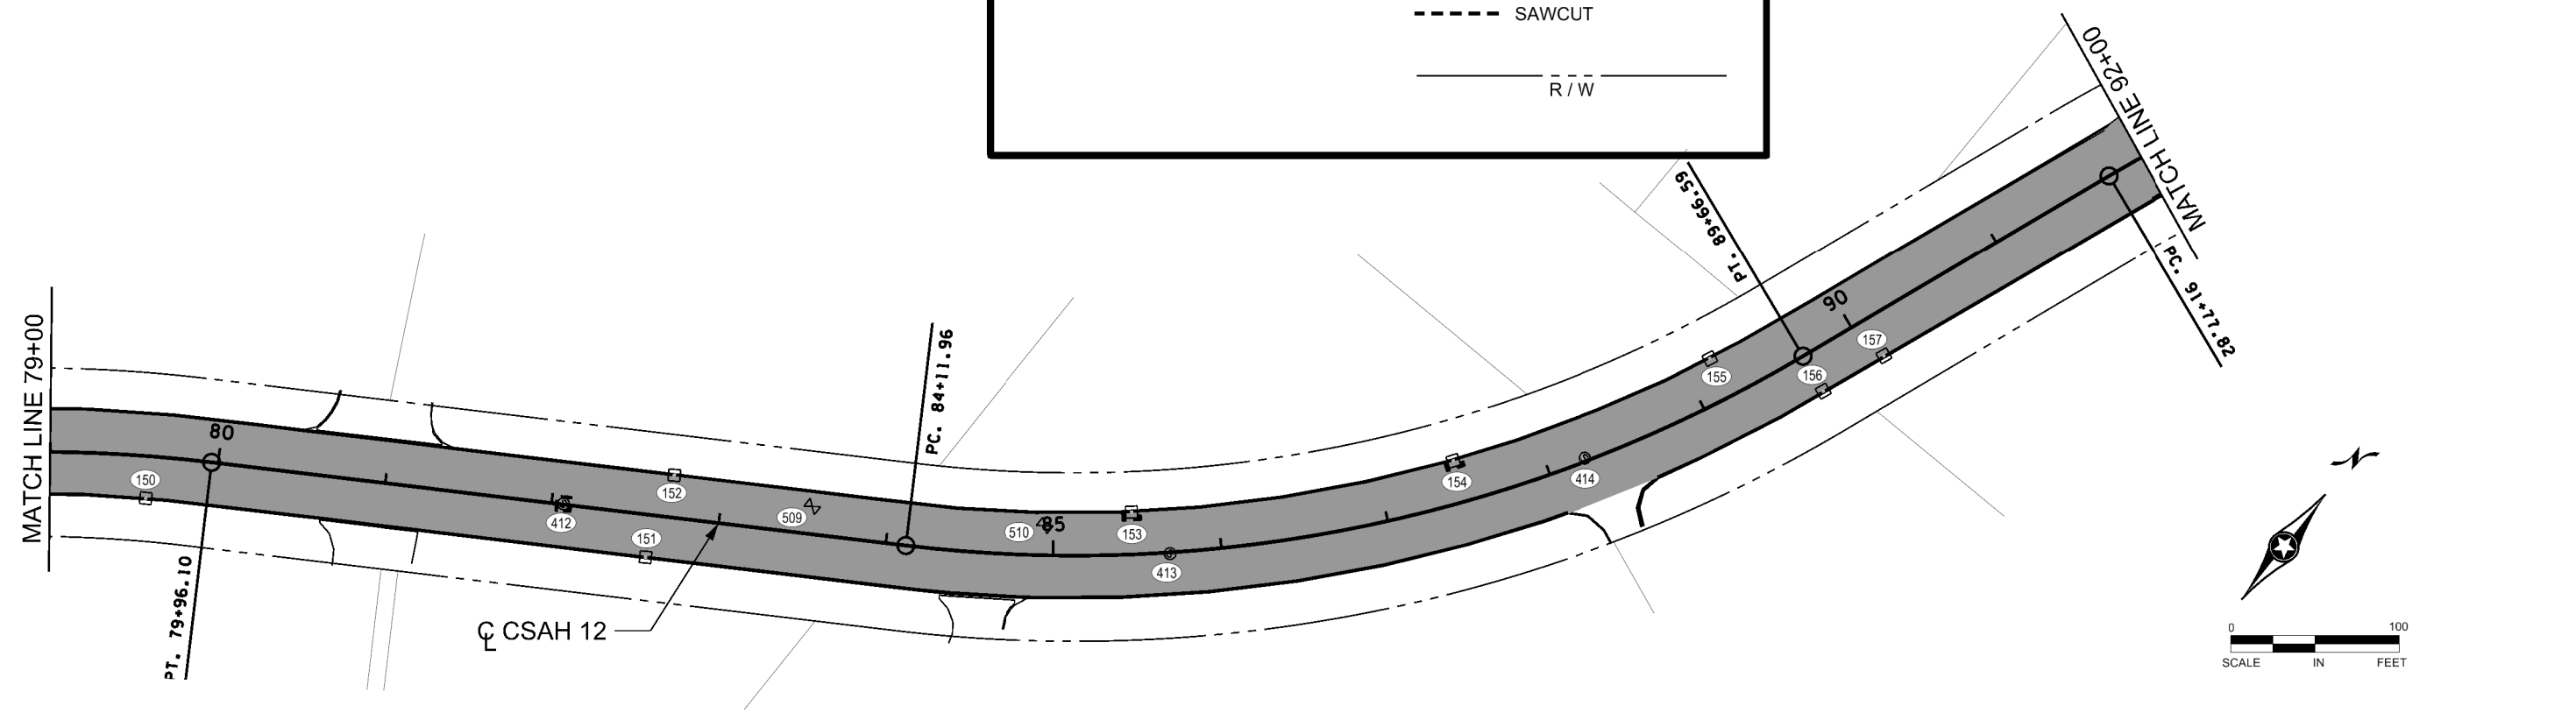 SAWCUT
R / W
MATCH LINE 92+00
MATCH LINE 79+00
80
150
PT. 79+96.10
412
152
151
509
℄ CSAH 12
PC. 84+11.96
510
85
153
413
154
414
155
PT. 89+66.59
90
156
157
PC. 91+77.82
0 100
SCALE IN FEET